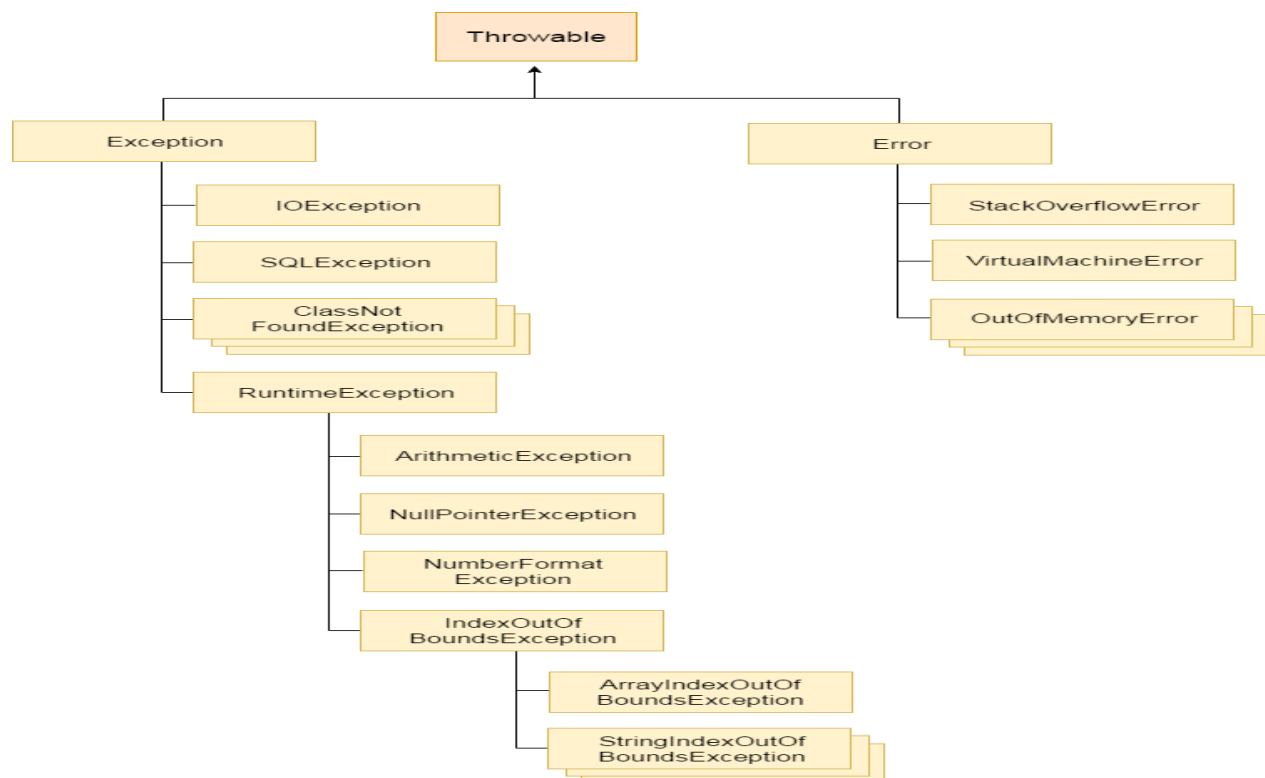 Throwable
Exception
Error
IOException
StackOverflowError
SQLException
VirtualMachineError
ClassNot
FoundException
OutOfMemoryError
RuntimeException
ArithmeticException
NullPointerException
NumberFormat
Exception
IndexOutOf
BoundsException
ArrayIndexOutOf
BoundsException
StringIndexOutOf
BoundsException